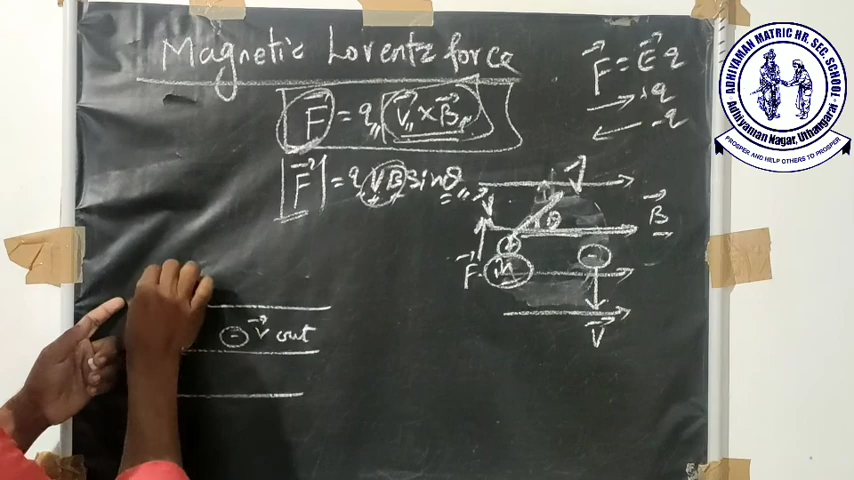 Magnetic Lorentz force
F⃗ = q (V⃗ × B⃗)
|F⃗| = qVB sinθ
F⃗ = E⃗ q
+q
-q
V⃗
V⃗
θ
B⃗
+
F⃗
in
-
V⃗
- V⃗ out
ADHIYAMAN MATRIC HR. SEC. SCHOOL
Adhiyaman Nagar, Uthangarai
PROSPER AND HELP OTHERS TO PROSPER